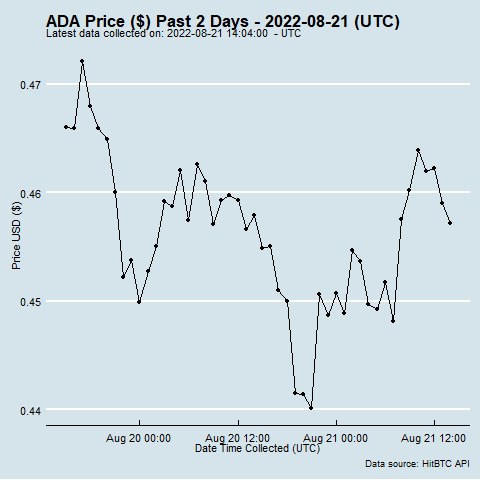 ADA Price ($) Past 2 Days - 2022-08-21 (UTC)
Latest data collected on: 2022-08-21 14:04:00  - UTC
0.47
0.46
0.45
0.44
Price USD ($)
Aug 20 00:00 Aug 20 12:00 Aug 21 00:00 Aug 21 12:00
Date Time Collected (UTC)
Data source: HitBTC API